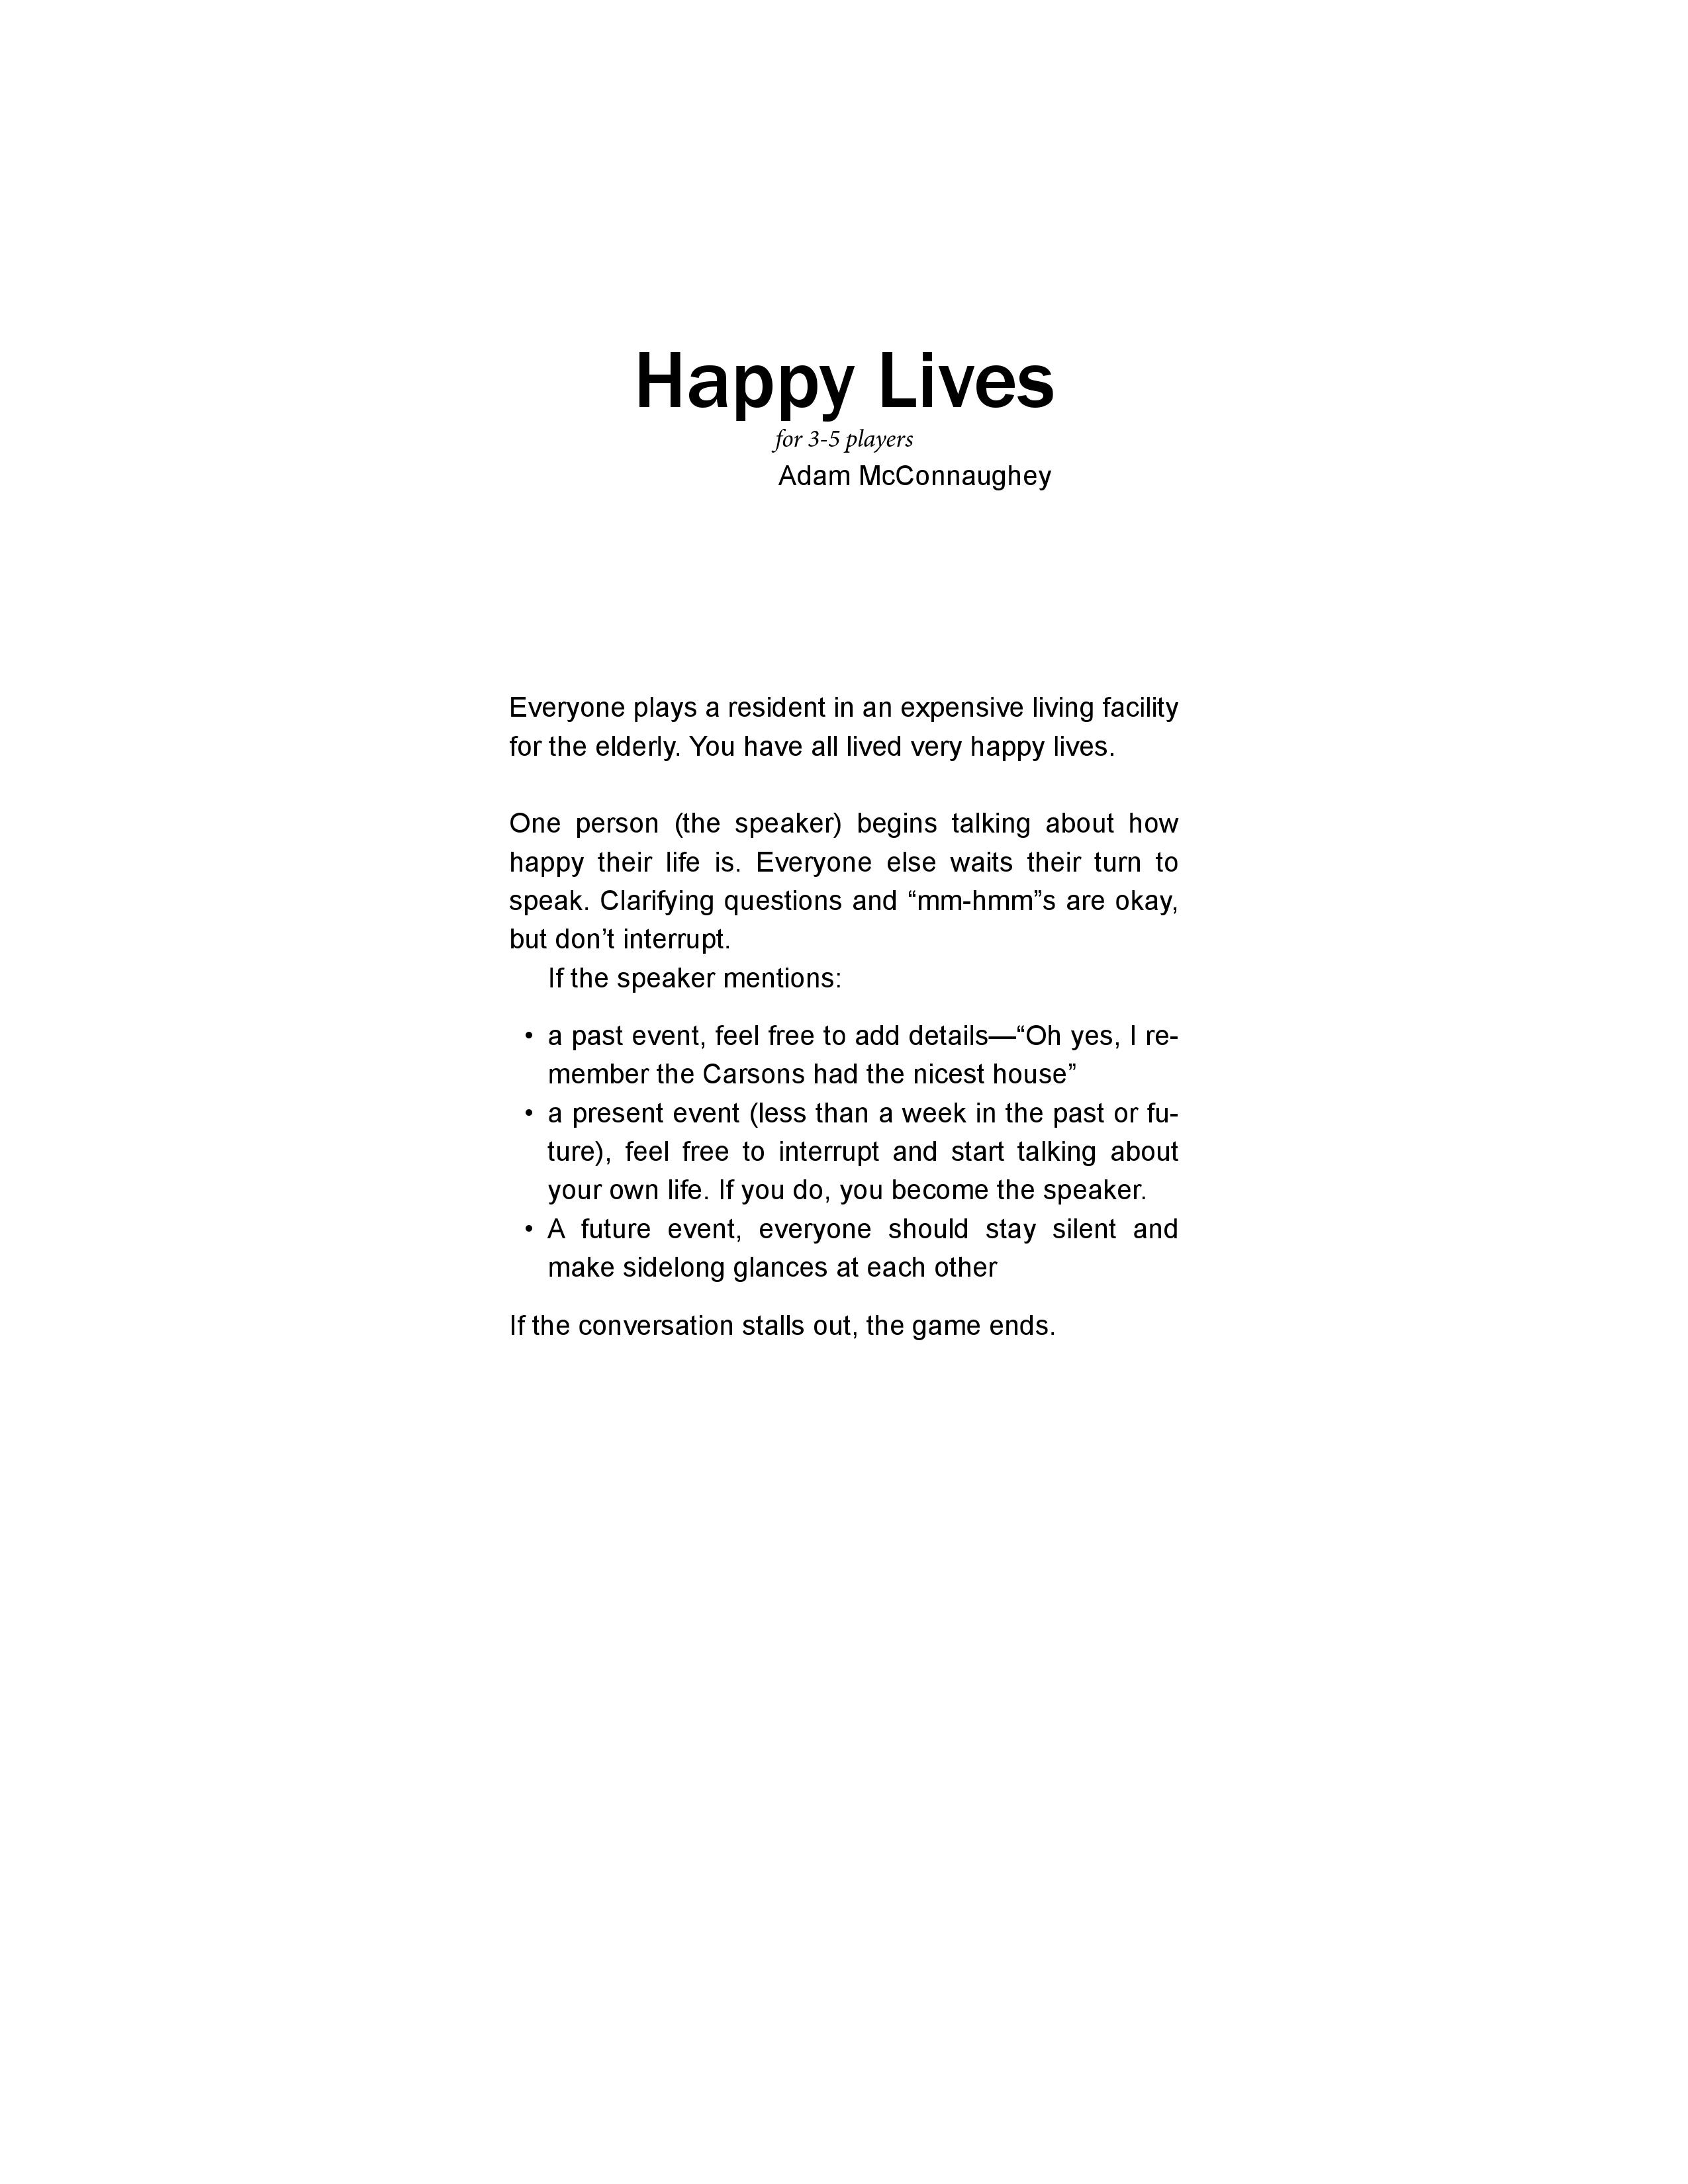 Happy Lives
for 3-5 players
Adam McConnaughey
Everyone plays a resident in an expensive living facility
for the elderly. You have all lived very happy lives.
One person (the speaker) begins talking about how
happy their life is. Everyone else waits their turn to
speak. Clarifying questions and “mm-hmm”s are okay,
but don’t interrupt.
If the speaker mentions:
• a past event, feel free to add details—“Oh yes, I re-
member the Carsons had the nicest house”
• a present event (less than a week in the past or fu-
ture), feel free to interrupt and start talking about
your own life. If you do, you become the speaker.
• A future event, everyone should stay silent and
make sidelong glances at each other
If the conversation stalls out, the game ends.